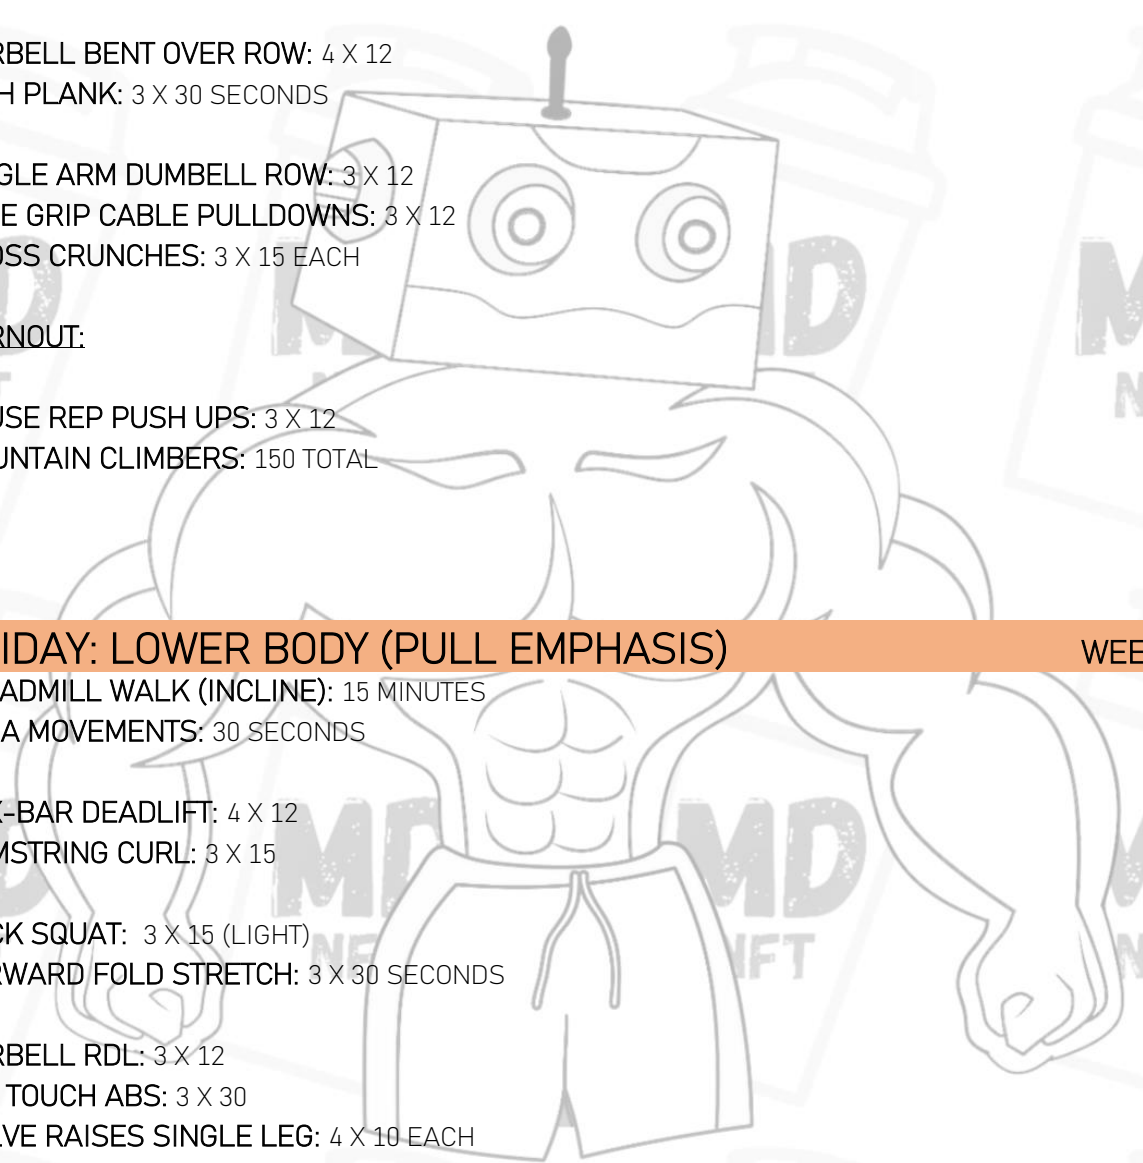 RBELL BENT OVER ROW: 4 X 12
H PLANK: 3 X 30 SECONDS
GLE ARM DUMBELL ROW: 3 X 12
E GRIP CABLE PULLDOWNS: 3 X 12
OSS CRUNCHES: 3 X 15 EACH
RNOUT:
USE REP PUSH UPS: 3 X 12
UNTAIN CLIMBERS: 150 TOTAL
IDAY: LOWER BODY (PULL EMPHASIS) WEE
ADMILL WALK (INCLINE): 15 MINUTES
A MOVEMENTS: 30 SECONDS
X-BAR DEADLIFT: 4 X 12
MSTRING CURL: 3 X 15
CK SQUAT: 3 X 15 (LIGHT)
RWARD FOLD STRETCH: 3 X 30 SECONDS
RBELL RDL: 3 X 12
TOUCH ABS: 3 X 30
LVE RAISES SINGLE LEG: 4 X 10 EACH